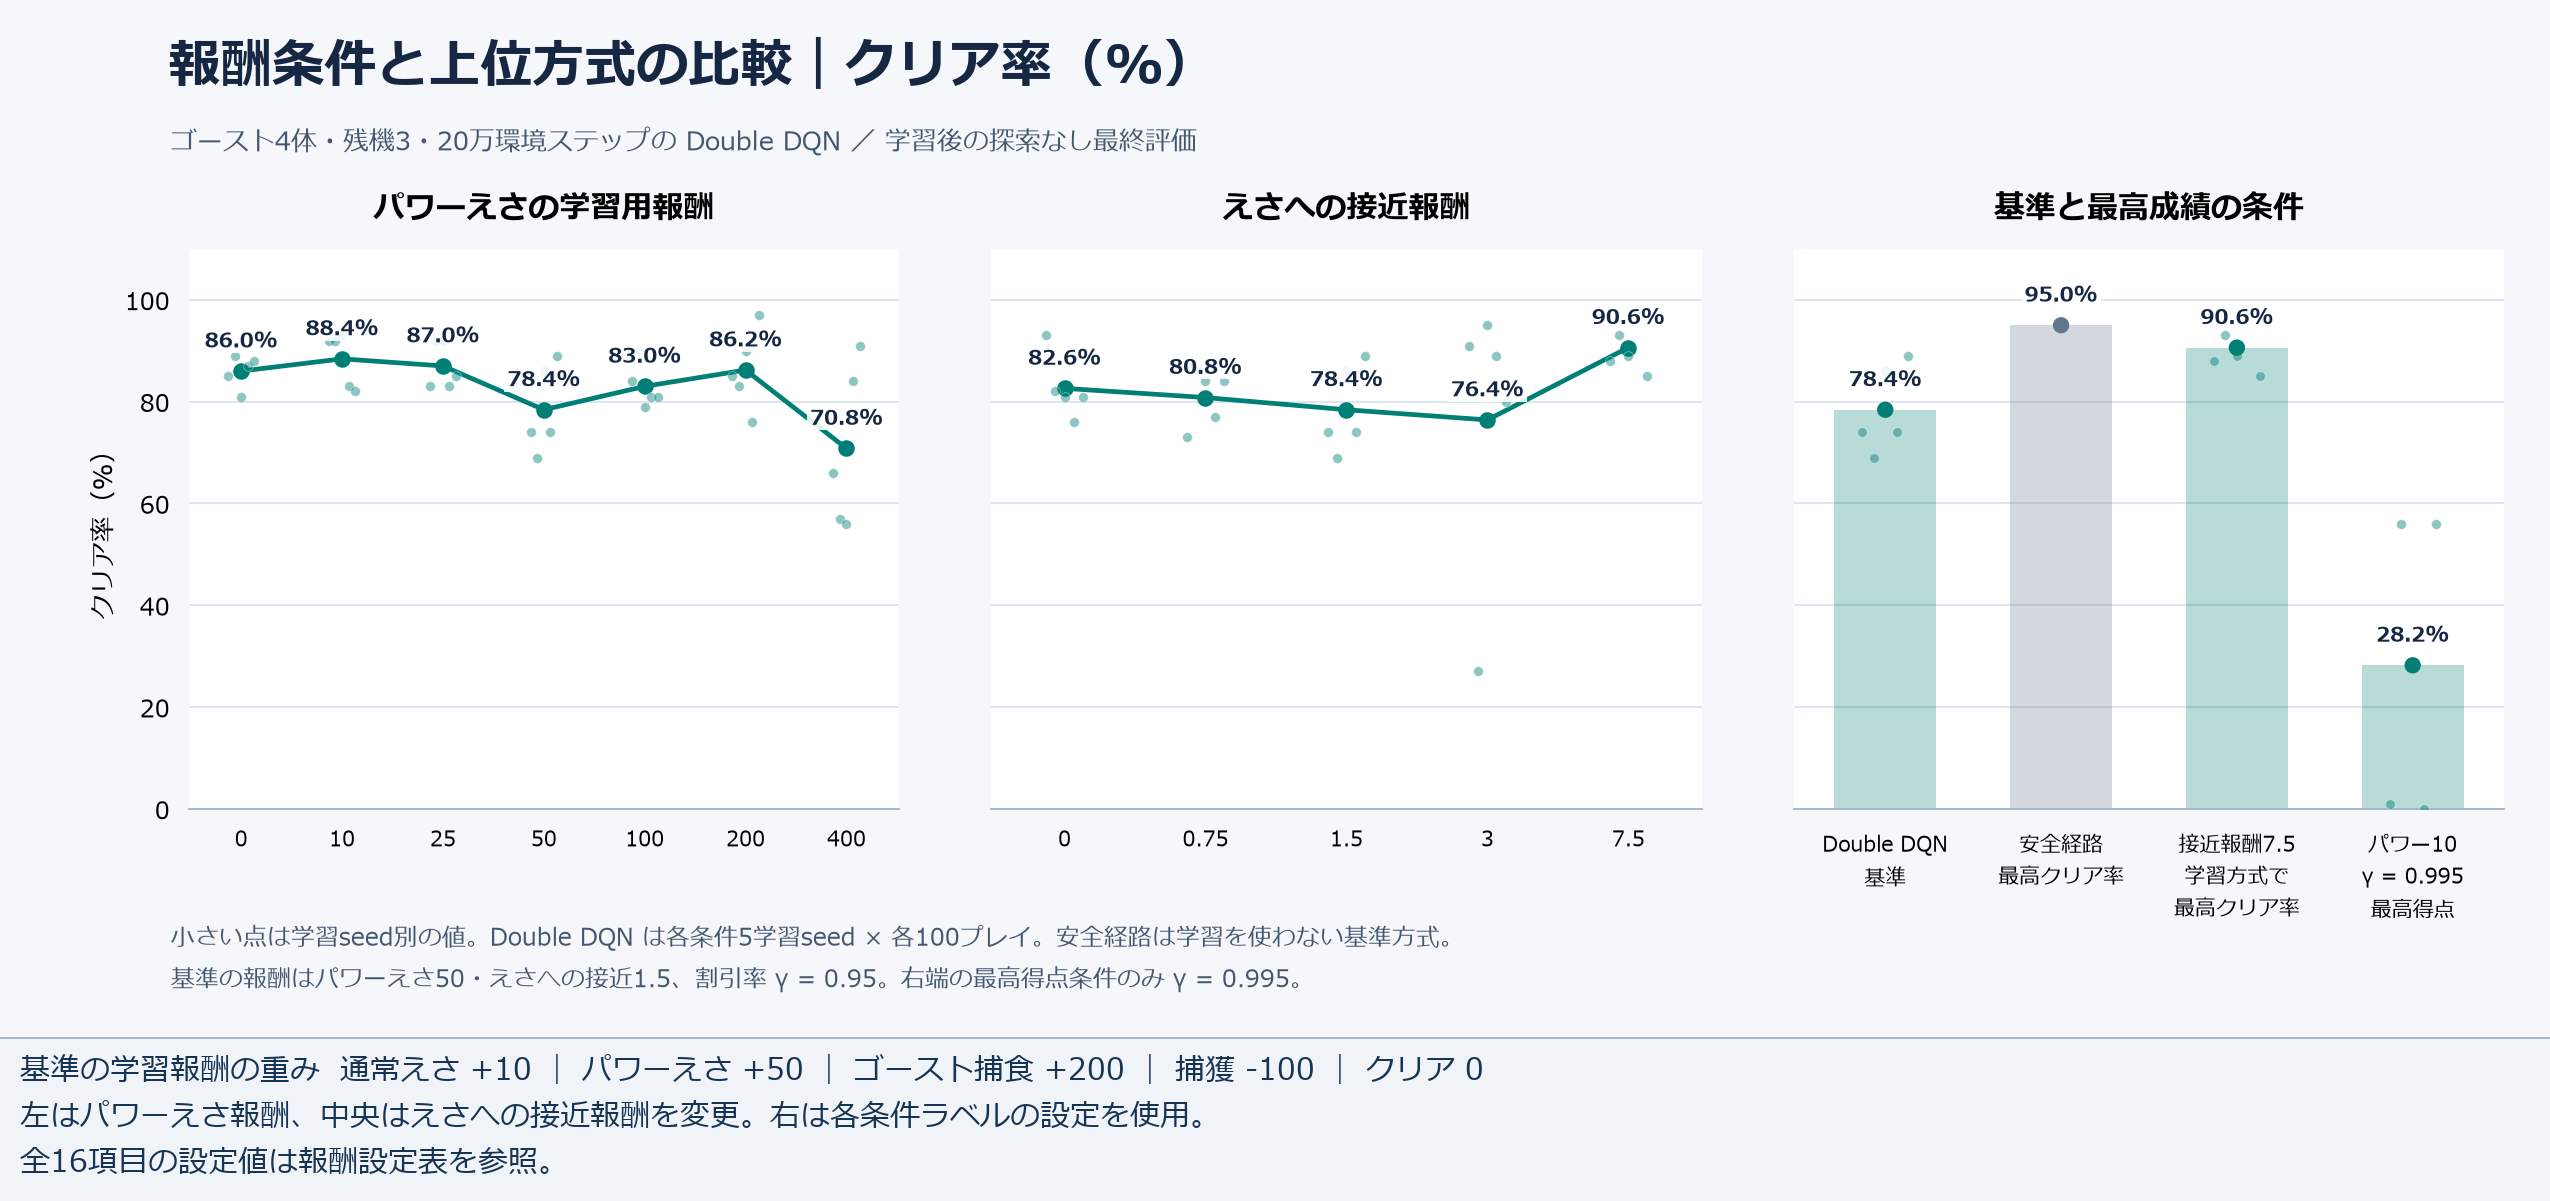 報酬条件と上位方式の比較｜クリア率（%）
ゴースト4体・残機3・20万環境ステップの Double DQN ／ 学習後の探索なし最終評価
パワーえさの学習用報酬
えさへの接近報酬
基準と最高成績の条件
クリア率（%）
100
80
60
40
20
0
86.0%
88.4%
87.0%
78.4%
83.0%
86.2%
70.8%
0
10
25
50
100
200
400
82.6%
80.8%
78.4%
76.4%
90.6%
0
0.75
1.5
3
7.5
78.4%
95.0%
90.6%
28.2%
Double DQN
基準
安全経路
最高クリア率
接近報酬7.5
学習方式で
最高クリア率
パワー10
γ = 0.995
最高得点
小さい点は学習seed別の値。Double DQN は各条件5学習seed × 各100プレイ。安全経路は学習を使わない基準方式。
基準の報酬はパワーえさ50・えさへの接近1.5、割引率 γ = 0.95。右端の最高得点条件のみ γ = 0.995。
基準の学習報酬の重み 通常えさ +10 ｜ パワーえさ +50 ｜ ゴースト捕食 +200 ｜ 捕獲 -100 ｜ クリア 0
左はパワーえさ報酬、中央はえさへの接近報酬を変更。右は各条件ラベルの設定を使用。
全16項目の設定値は報酬設定表を参照。